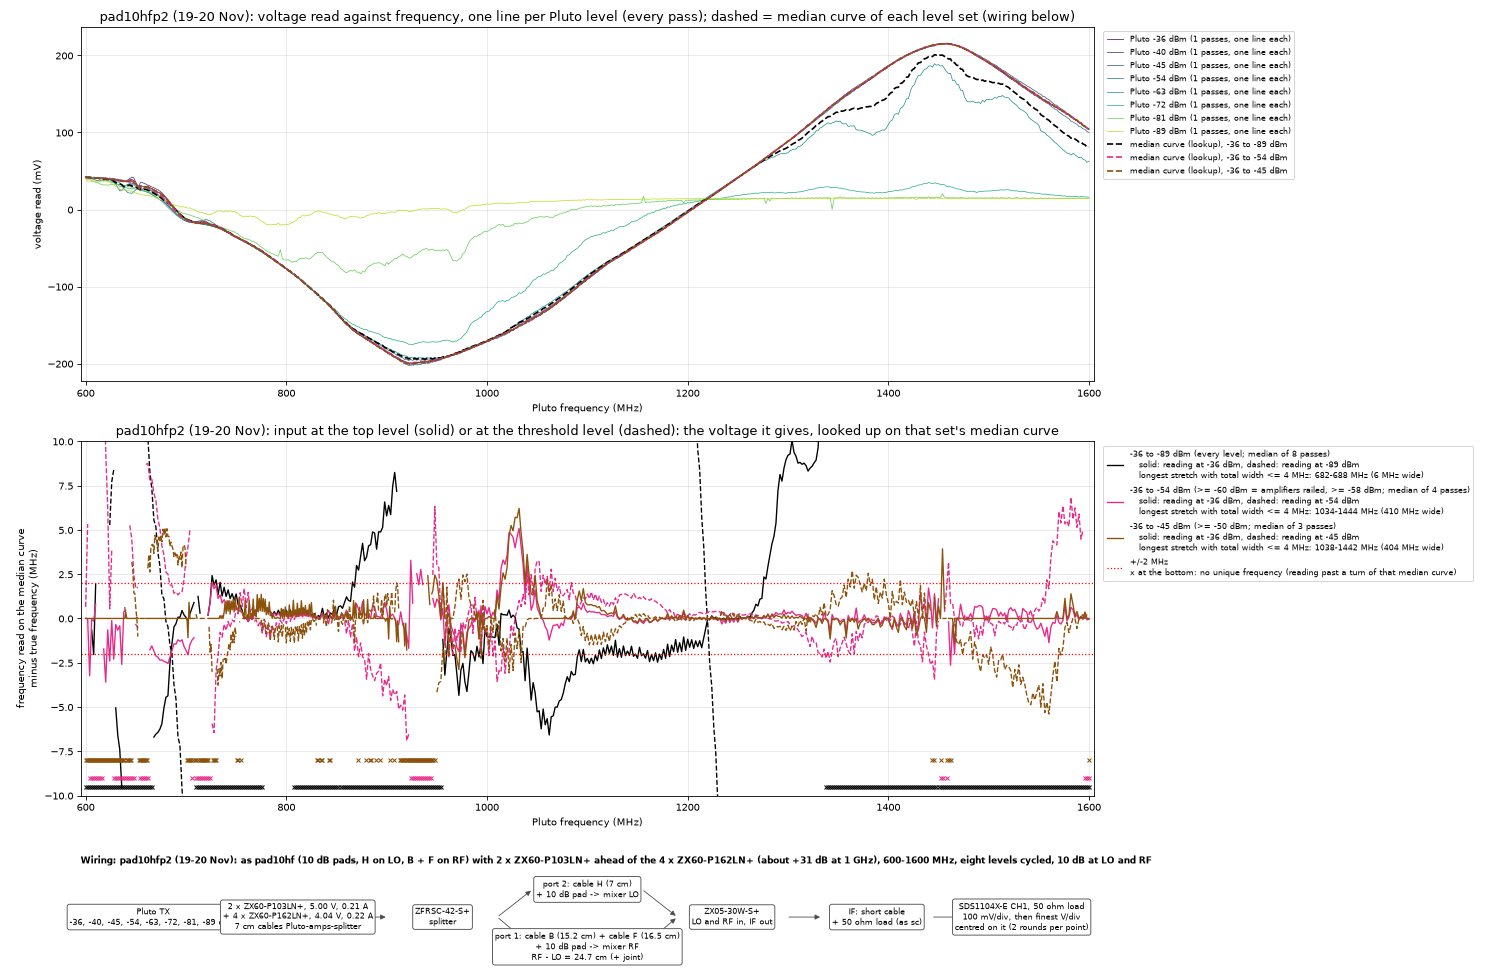 pad10hfp2 (19-20 Nov): voltage read against frequency, one line per Pluto level (every pass); dashed = median curve of each level set (wiring below)
200
100
0
−100
−200
voltage read (mV)
600
800
1000
1200
1400
1600
Pluto frequency (MHz)
Pluto -36 dBm (1 passes, one line each)
Pluto -40 dBm (1 passes, one line each)
Pluto -45 dBm (1 passes, one line each)
Pluto -54 dBm (1 passes, one line each)
Pluto -63 dBm (1 passes, one line each)
Pluto -72 dBm (1 passes, one line each)
Pluto -81 dBm (1 passes, one line each)
Pluto -89 dBm (1 passes, one line each)
median curve (lookup), -36 to -89 dBm
median curve (lookup), -36 to -54 dBm
median curve (lookup), -36 to -45 dBm
pad10hfp2 (19-20 Nov): input at the top level (solid) or at the threshold level (dashed): the voltage it gives, looked up on that set's median curve
10.0
7.5
5.0
2.5
0.0
−2.5
−5.0
−7.5
−10.0
frequency read on the median curve
minus true frequency (MHz)
600
800
1000
1200
1400
1600
Pluto frequency (MHz)
-36 to -89 dBm (every level; median of 8 passes)
solid: reading at -36 dBm, dashed: reading at -89 dBm
longest stretch with total width <= 4 MHz: 682-688 MHz (6 MHz wide)
-36 to -54 dBm (>= -60 dBm = amplifiers railed, >= -58 dBm; median of 4 passes)
solid: reading at -36 dBm, dashed: reading at -54 dBm
longest stretch with total width <= 4 MHz: 1034-1444 MHz (410 MHz wide)
-36 to -45 dBm (>= -50 dBm; median of 3 passes)
solid: reading at -36 dBm, dashed: reading at -45 dBm
longest stretch with total width <= 4 MHz: 1038-1442 MHz (404 MHz wide)
+/-2 MHz
x at the bottom: no unique frequency (reading past a turn of that median curve)
Wiring: pad10hfp2 (19-20 Nov): as pad10hf (10 dB pads, H on LO, B + F on RF) with 2 x ZX60-P103LN+ ahead of the 4 x ZX60-P162LN+ (about +31 dB at 1 GHz), 600-1600 MHz, eight levels cycled, 10 dB at LO and RF
Pluto TX
-36, -40, -45, -54, -63, -72, -81, -89
2 x ZX60-P103LN+, 5.00 V, 0.21 A
+ 4 x ZX60-P162LN+, 4.04 V, 0.22 A
7 cm cables Pluto-amps-splitter
ZFRSC-42-S+
splitter
port 2: cable H (7 cm)
+ 10 dB pad -> mixer LO
port 1: cable B (15.2 cm) + cable F (16.5 cm)
+ 10 dB pad -> mixer RF
RF - LO = 24.7 cm (+ joint)
ZX05-30W-S+
LO and RF in, IF out
IF: short cable
+ 50 ohm load (as sc)
SDS1104X-E CH1, 50 ohm load
100 mV/div, then finest V/div
centred on it (2 rounds per point)